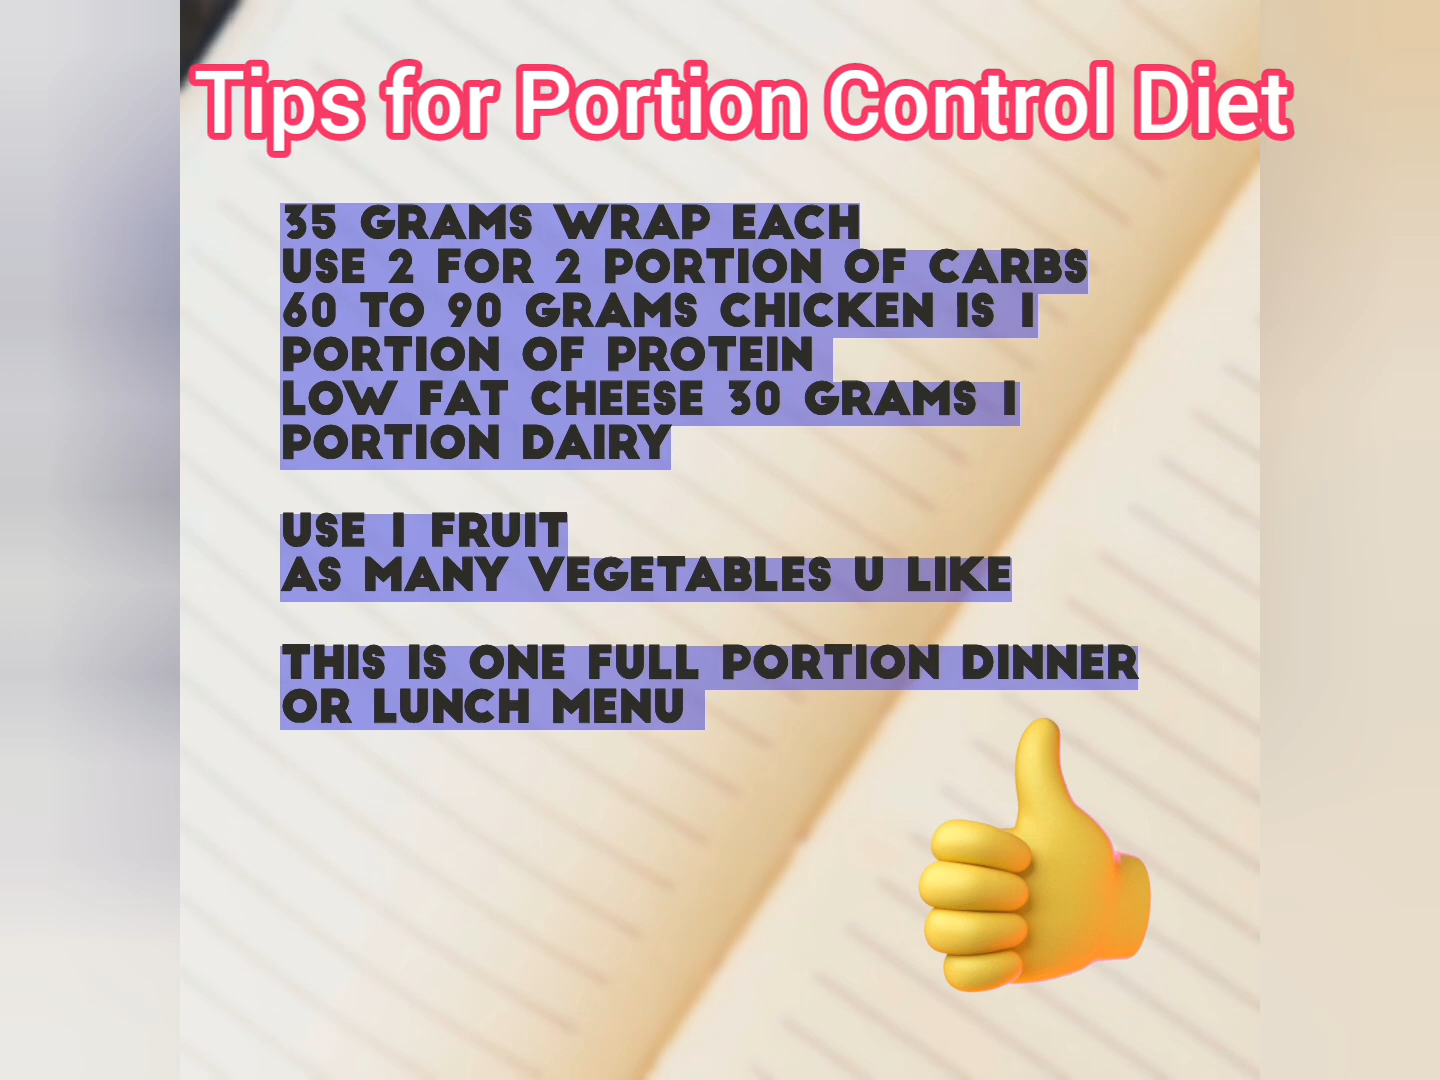 Tips for Portion Control Diet
35 GRAMS WRAP EACH
USE 2 FOR 2 PORTION OF CARBS
60 TO 90 GRAMS CHICKEN IS 1
PORTION OF PROTEIN
LOW FAT CHEESE 30 GRAMS 1
PORTION DAIRY
USE 1 FRUIT
AS MANY VEGETABLES U LIKE
THIS IS ONE FULL PORTION DINNER
OR LUNCH MENU